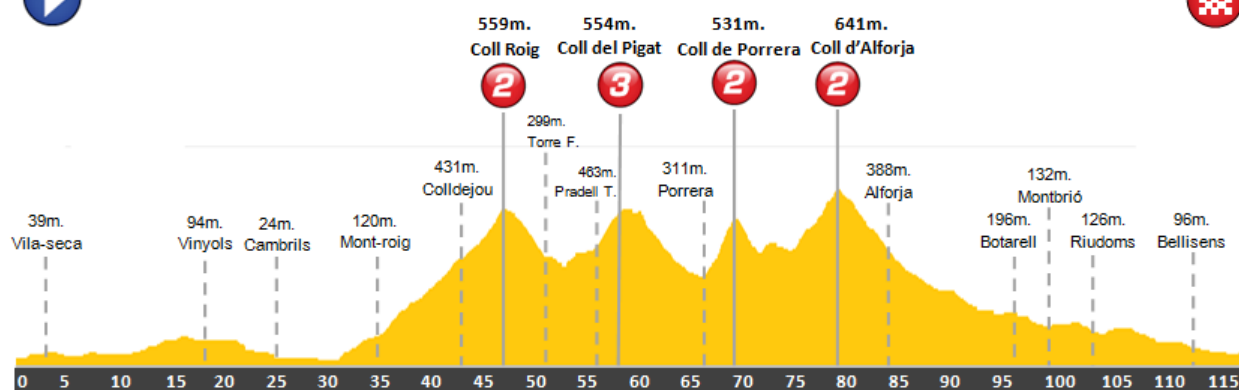 559m.
Coll Roig
2
554m.
Coll del Pigat
3
531m.
Coll de Porrera
2
641m.
Coll d'Alforja
2
39m.
Vila-seca
94m.
Vinyols
24m.
Cambrils
120m.
Mont-roig
431m.
Colldejou
299m.
Torre F.
463m.
Pradell T.
311m.
Porrera
388m.
Alforja
196m.
Botarell
132m.
Montbrió
126m.
Riudoms
96m.
Bellisens
0 5 10 15 20 25 30 35 40 45 50 55 60 65 70 75 80 85 90 95 100 105 110 115